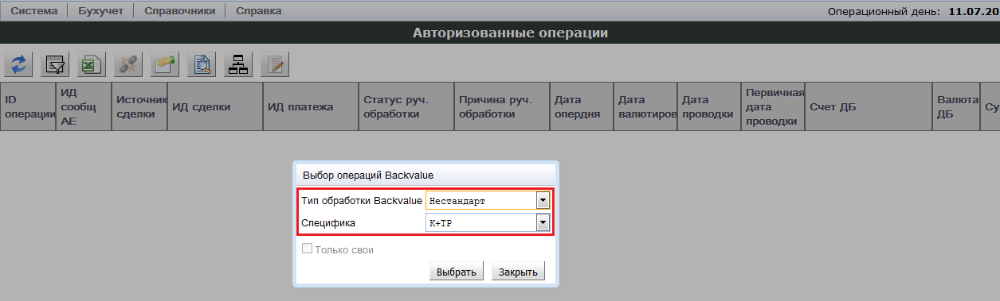 Система Бухучет Справочники Справка Операционный день: 11.07.20
Авторизованные операции
ID операции
ИД сообщ АЕ
Источник сделки
ИД сделки
ИД платежа
Статус руч. обработки
Причина руч. обработки
Дата опердня
Дата валютиров
Дата проводки
Первичная дата проводки
Счет ДБ
Валюта ДБ
Су
Выбор операций Backvalue
Тип обработки Backvalue Нестандарт
Специфика К+ТР
Только свои
Выбрать Закрыть